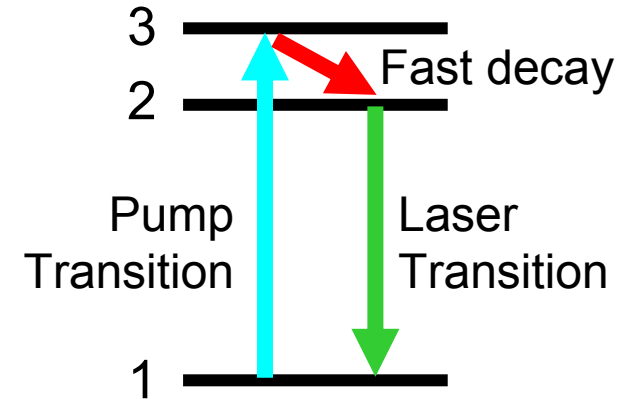 3
Fast decay
2
Pump
Transition
Laser
Transition
1